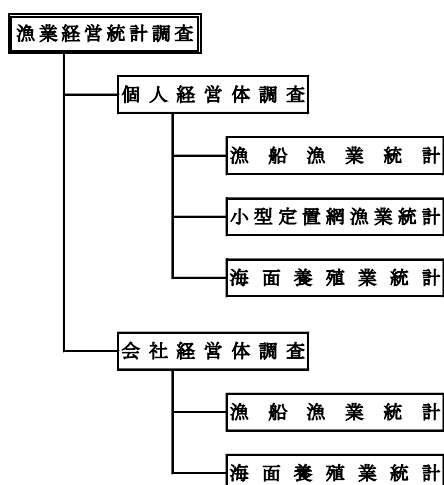 漁業経営統計調査
個人経営体調査
漁船漁業統計
小型定置網漁業統計
海面養殖業統計
会社経営体調査
漁船漁業統計
海面養殖業統計